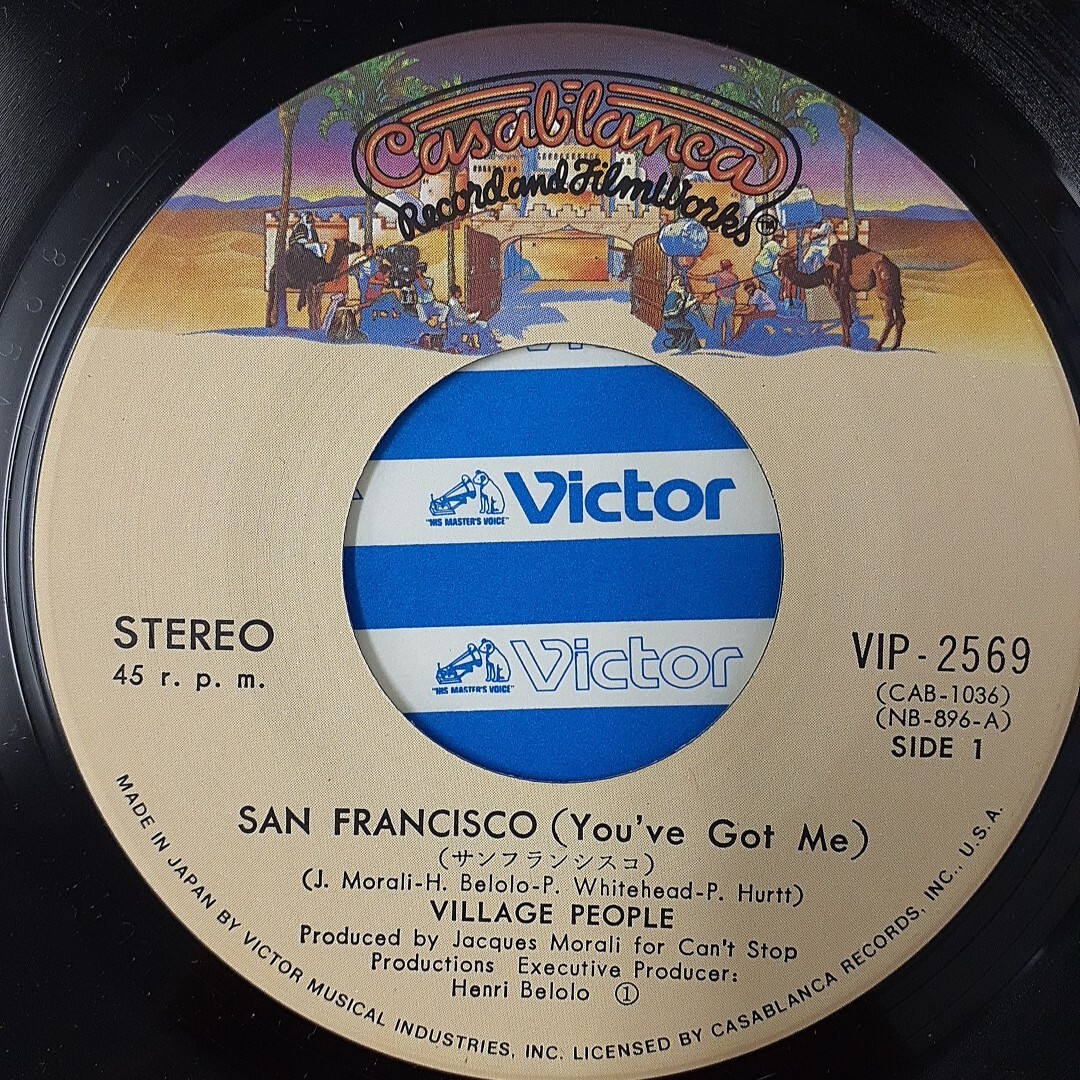 Casablanca
Record and FilmWorks
"HIS MASTER'S VOICE" Victor
"HIS MASTER'S VOICE" Victor
STEREO
45 r. p. m.
VIP-2569
(CAB-1036)
(NB-896-A)
SIDE 1
SAN FRANCISCO (You've Got Me)
(サンフランシスコ)
(J. Morali-H. Belolo-P. Whitehead-P. Hurtt)
VILLAGE PEOPLE
Produced by Jacques Morali for Can't Stop
Productions Executive Producer:
Henri Belolo ①
MADE IN JAPAN BY VICTOR MUSICAL INDUSTRIES, INC. LICENSED BY CASABLANCA RECORDS, INC., U.S.A.